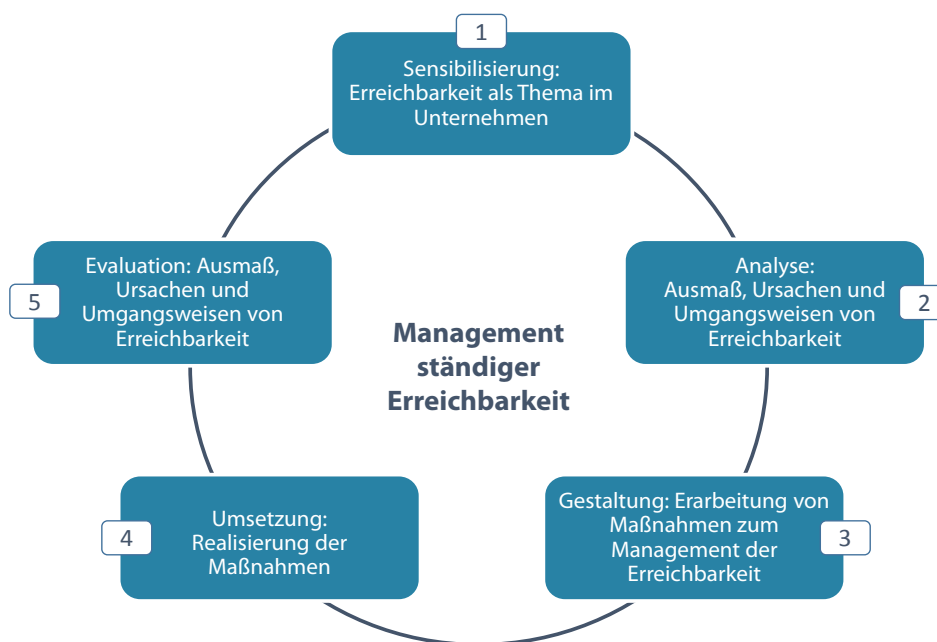 1
Sensibilisierung:
Erreichbarkeit als Thema im
Unternehmen
Analyse:
Ausmaß, Ursachen und
Umgangsweisen von
Erreichbarkeit
2
Gestaltung: Erarbeitung von
Maßnahmen zum
Management der
Erreichbarkeit
3
Umsetzung:
Realisierung der
Maßnahmen
4
Evaluation: Ausmaß,
Ursachen und
Umgangsweisen von
Erreichbarkeit
5
Management
ständiger
Erreichbarkeit